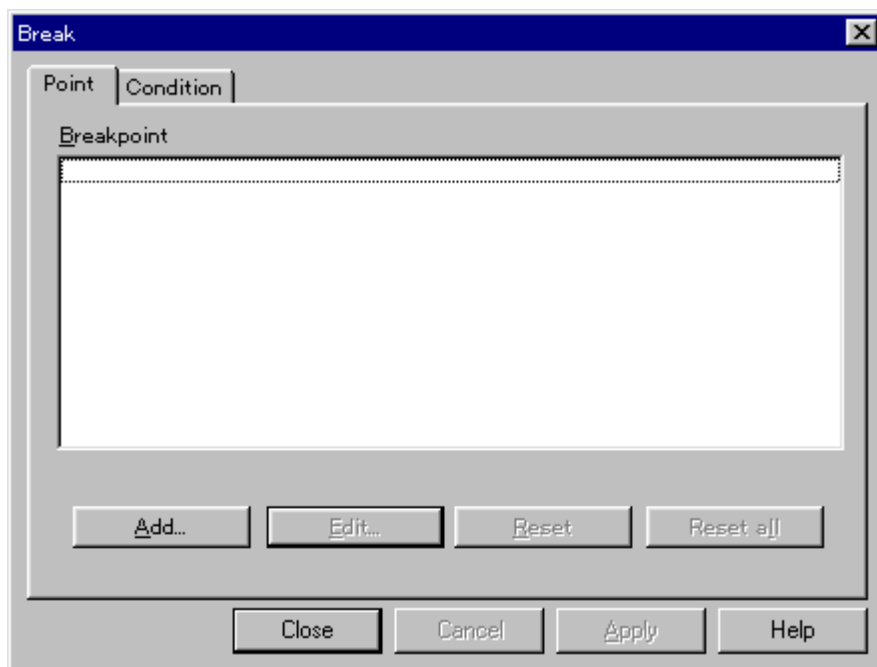 Break
Point Condition
Breakpoint
Add... Edit... Reset Reset all
Close Cancel Apply Help